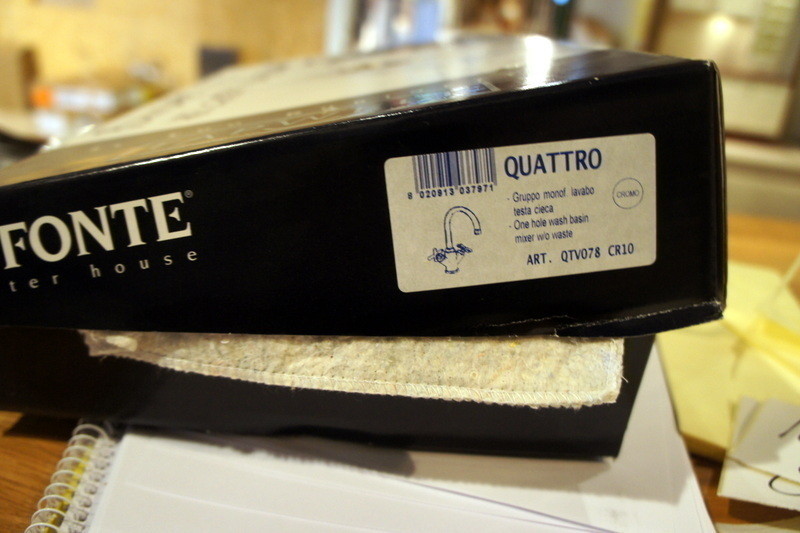 FONTE®
ter house
QUATTRO
8 020913 037971
- Gruppo monof. lavabo
testa cieca
- One hole wash basin
mixer w/o waste
CROMO
ART. QTV078 CR10